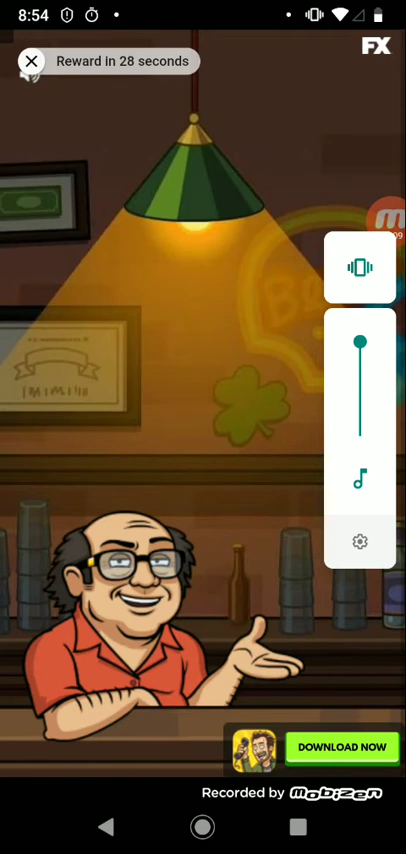 8:54
FX
Reward in 28 seconds
DOWNLOAD NOW
Recorded by mobizen